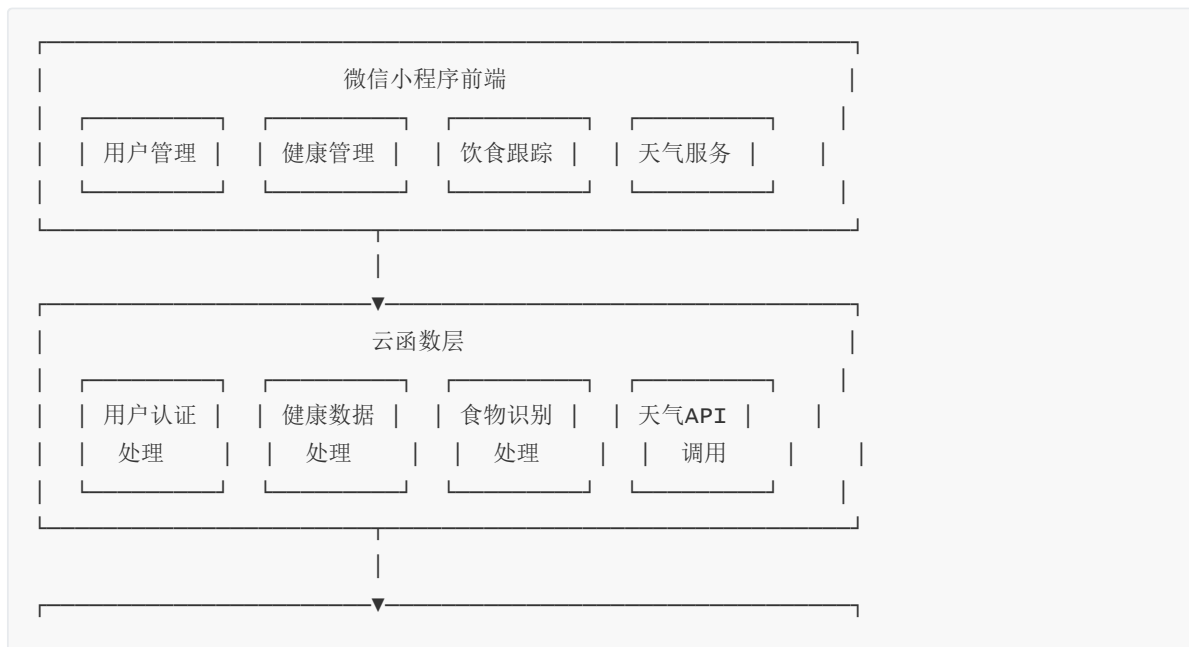 微信小程序前端
用户管理 健康管理 饮食跟踪 天气服务
云函数层
用户认证 健康数据 食物识别 天气API
处理 处理 处理 调用